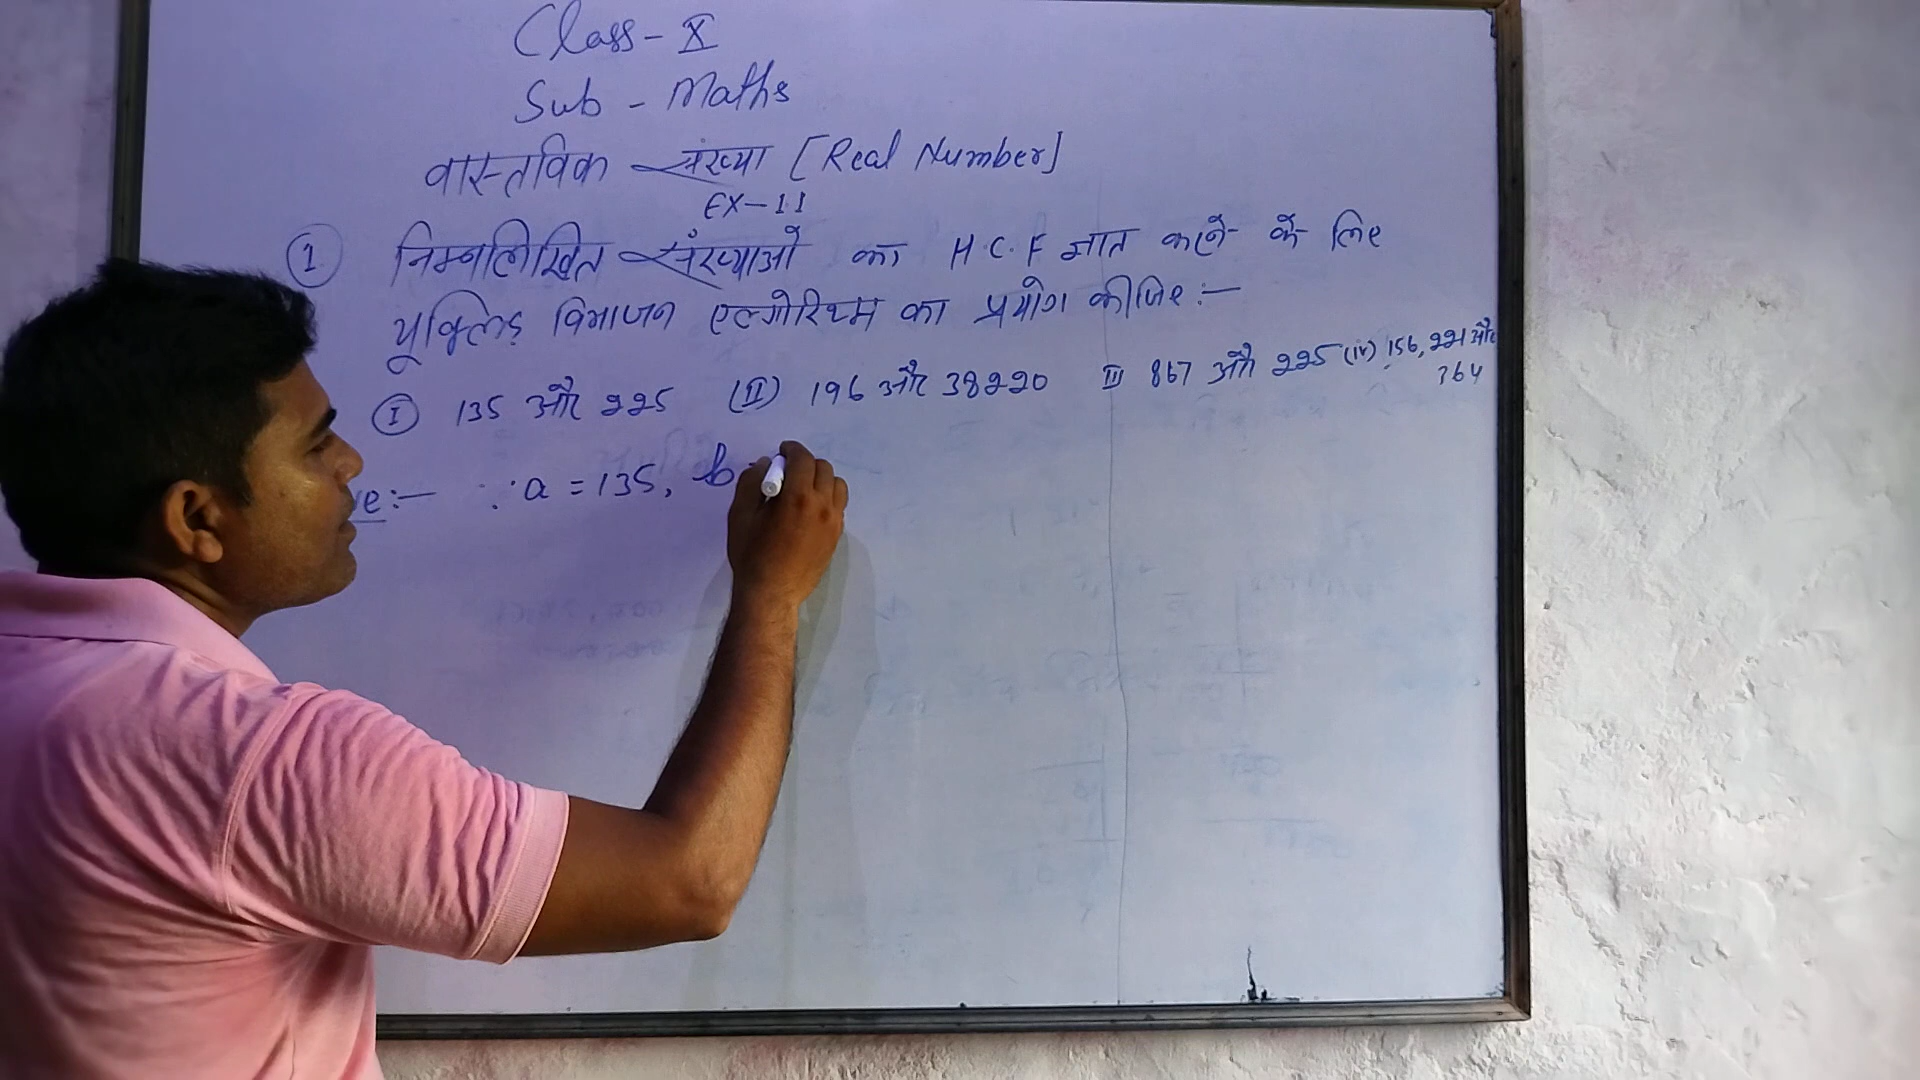 Class - X
Sub - Maths
वास्तविक संख्या [Real Number]
EX-1.1
① निम्नलिखित संख्याओं का H.C.F ज्ञात करने के लिए
यूक्लिड विभाजन एल्गोरिथ्म का प्रयोग कीजिए :-
Ⓘ 135 और 225 (II) 196 और 38220 III 867 और 225 (iv) 156, 221 और
364
e:- ∵ a = 135, b